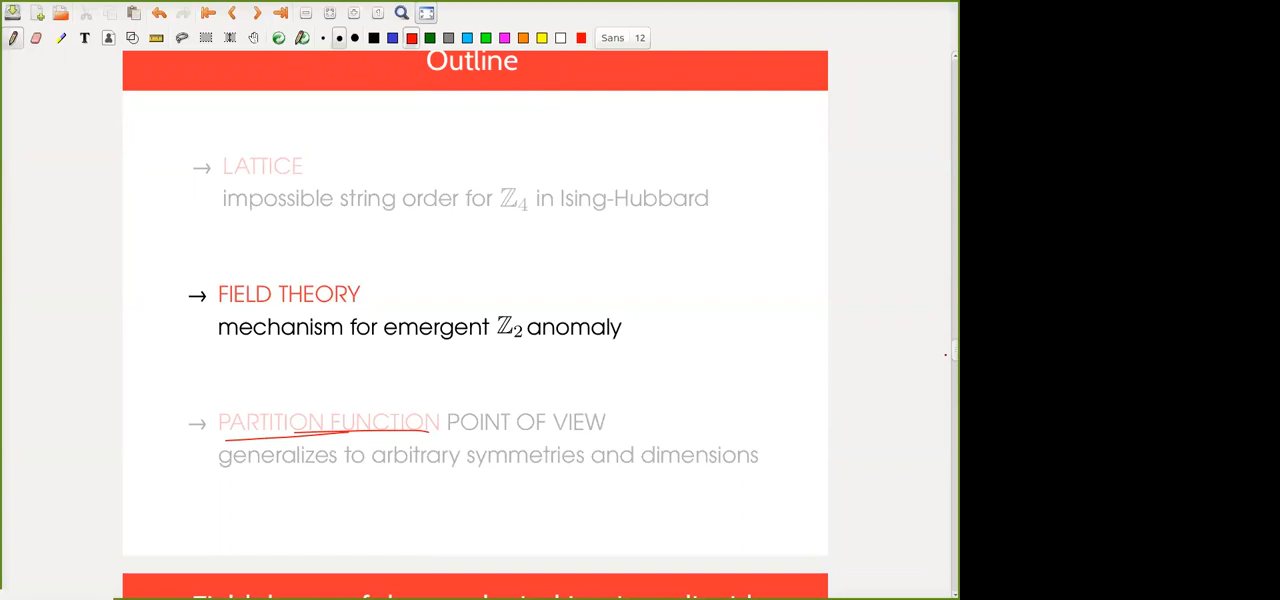 Sans 12
Outline
→ LATTICE
impossible string order for ℤ₄ in Ising-Hubbard
→ FIELD THEORY
mechanism for emergent ℤ₂ anomaly
→ PARTITION FUNCTION POINT OF VIEW
generalizes to arbitrary symmetries and dimensions